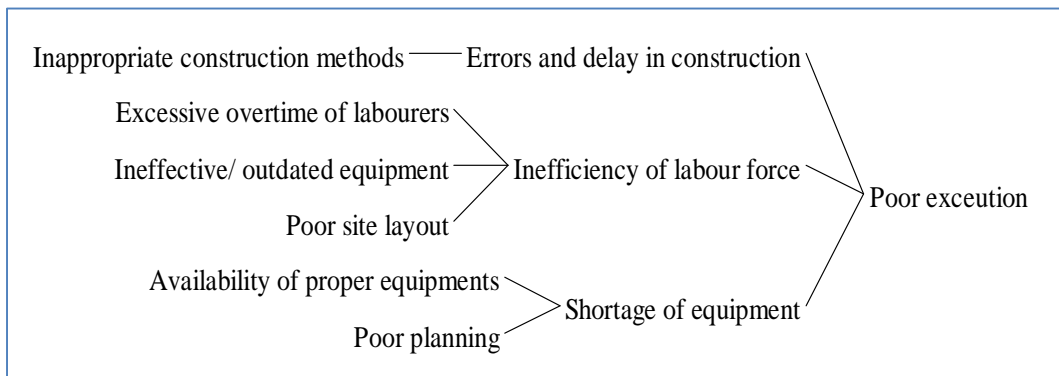 Inappropriate construction methods
Errors and delay in construction
Excessive overtime of labourers
Ineffective/ outdated equipment
Inefficiency of labour force
Poor site layout
Poor exceution
Availability of proper equipments
Shortage of equipment
Poor planning